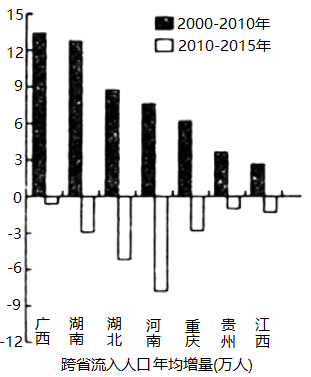 15
2000-2010年
12
2010-2015年
9
6
3
0
-3
-6
-9
-12
广西
湖南
湖北
河南
重庆
贵州
江西
跨省流入人口年均增量(万人)